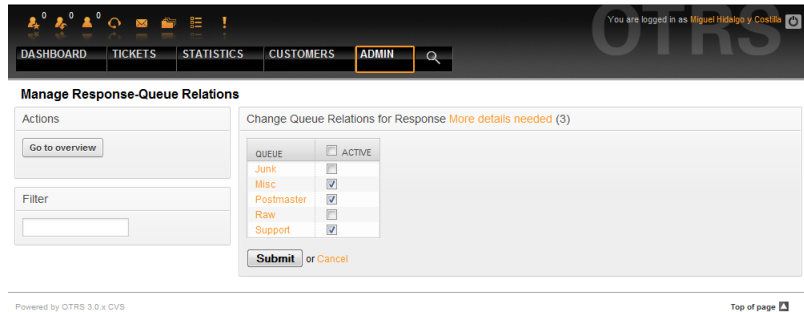 0 0 0
You are logged in as Miguel Hidalgo y Costilla
OTRS
DASHBOARD TICKETS STATISTICS CUSTOMERS ADMIN
Manage Response-Queue Relations
Actions
Go to overview
Filter
Change Queue Relations for Response More details needed (3)
QUEUE ACTIVE
Junk
Misc
Postmaster
Raw
Support
Submit or Cancel
Powered by OTRS 3.0.x CVS
Top of page